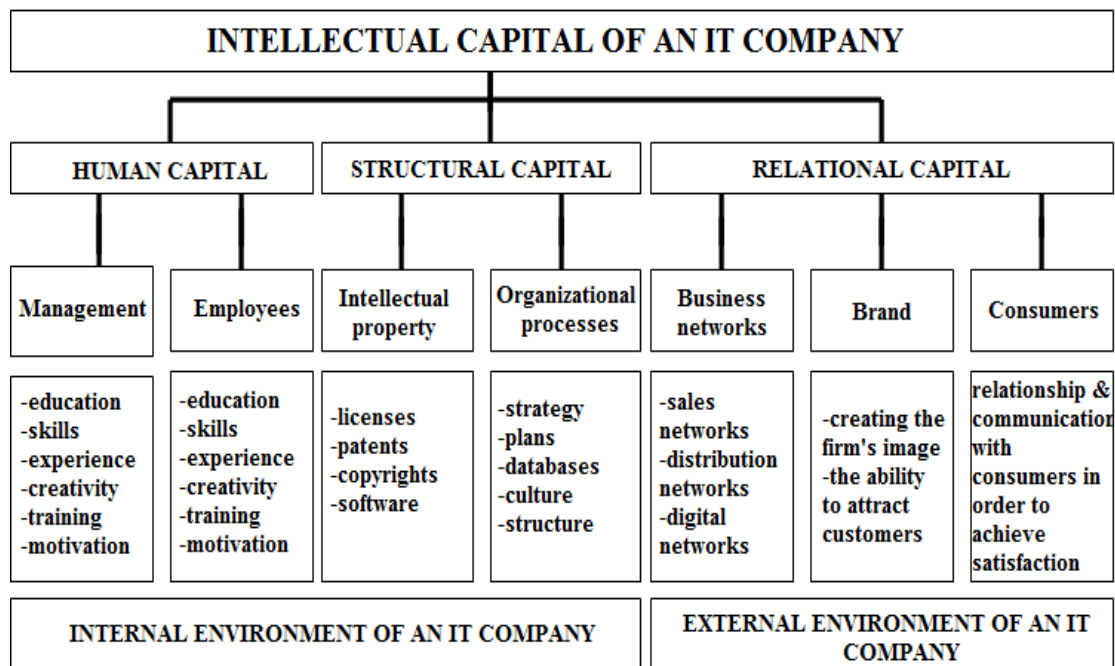 INTELLECTUAL CAPITAL OF AN IT COMPANY
HUMAN CAPITAL
STRUCTURAL CAPITAL
RELATIONAL CAPITAL
Management
Employees
Intellectual
property
Organizational
processes
Business
networks
Brand
Consumers
-education
-skills
-experience
-creativity
-training
-motivation
-education
-skills
-experience
-creativity
-training
-motivation
-licenses
-patents
-copyrights
-software
-strategy
-plans
-databases
-culture
-structure
-sales
networks
-distribution
networks
-digital
networks
-creating the
firm's image
-the ability
to attract
customers
relationship &
communication
with
consumers in
order to
achieve
satisfaction
INTERNAL ENVIRONMENT OF AN IT COMPANY
EXTERNAL ENVIRONMENT OF AN IT
COMPANY